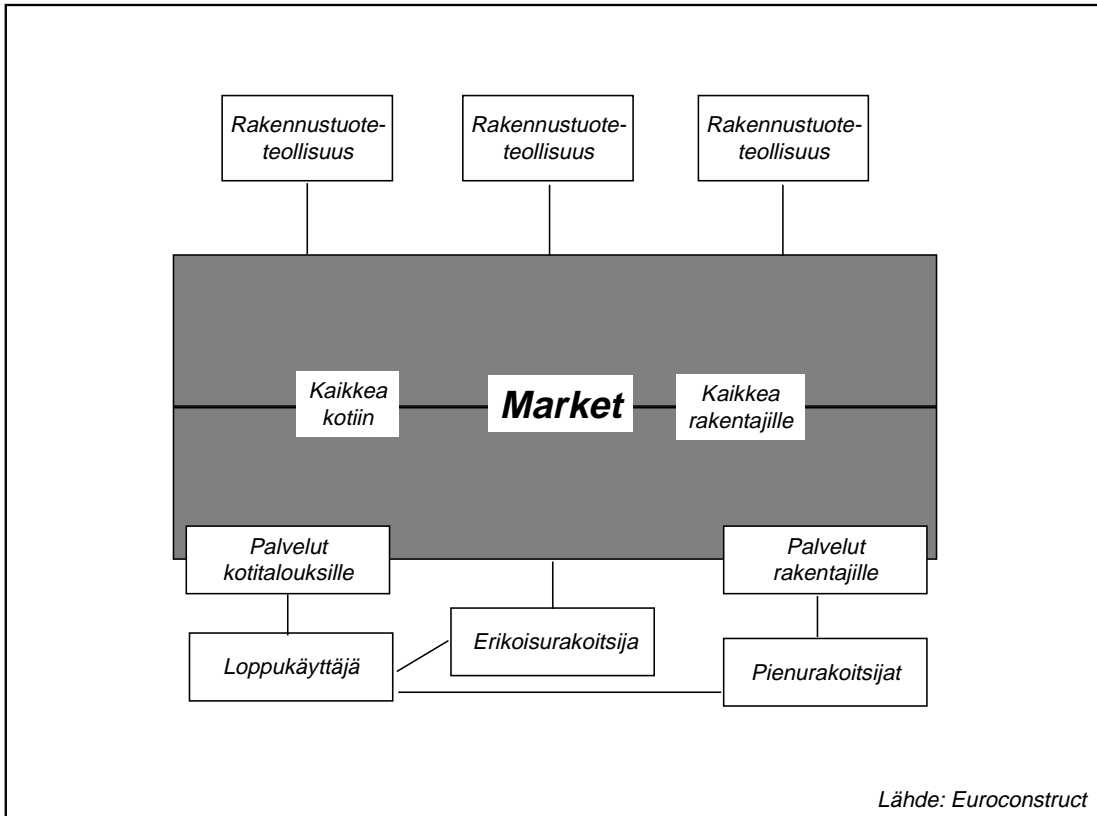 Rakennustuote-
teollisuus
Rakennustuote-
teollisuus
Rakennustuote-
teollisuus
Kaikkea
kotiin
Market
Kaikkea
rakentajille
Palvelut
kotitalouksille
Palvelut
rakentajille
Loppukäyttäjä
Erikoisurakoitsija
Pienurakoitsijat
Lähde: Euroconstruct